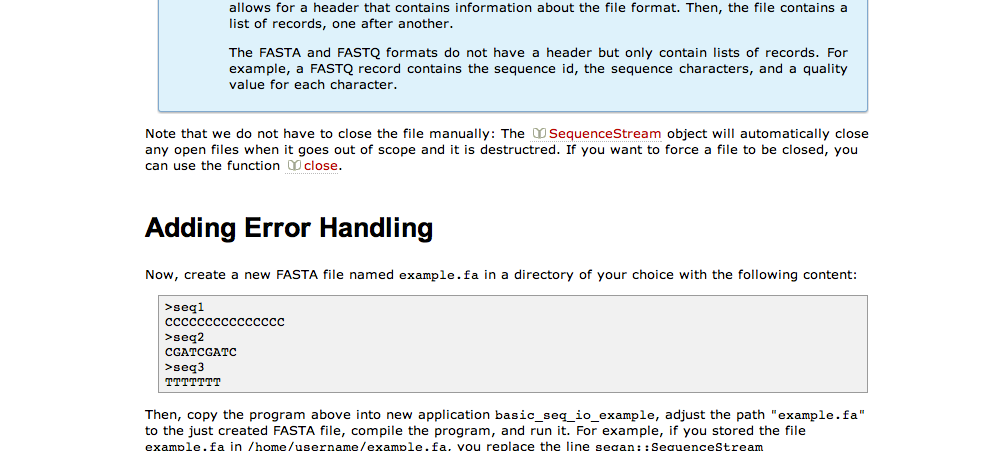 allows for a header that contains information about the file format. Then, the file contains a
list of records, one after another.
The FASTA and FASTQ formats do not have a header but only contain lists of records. For
example, a FASTQ record contains the sequence id, the sequence characters, and a quality
value for each character.
Note that we do not have to close the file manually: The SequenceStream object will automatically close
any open files when it goes out of scope and it is destructred. If you want to force a file to be closed, you
can use the function close.
Adding Error Handling
Now, create a new FASTA file named example.fa in a directory of your choice with the following content:
>seq1
CCCCCCCCCCCCCCC
>seq2
CGATCGATC
>seq3
TTTTTTT
Then, copy the program above into new application basic_seq_io_example, adjust the path "example.fa"
to the just created FASTA file, compile the program, and run it. For example, if you stored the file
example.fa in /home/username/example.fa, you replace the line seqan::SequenceStream